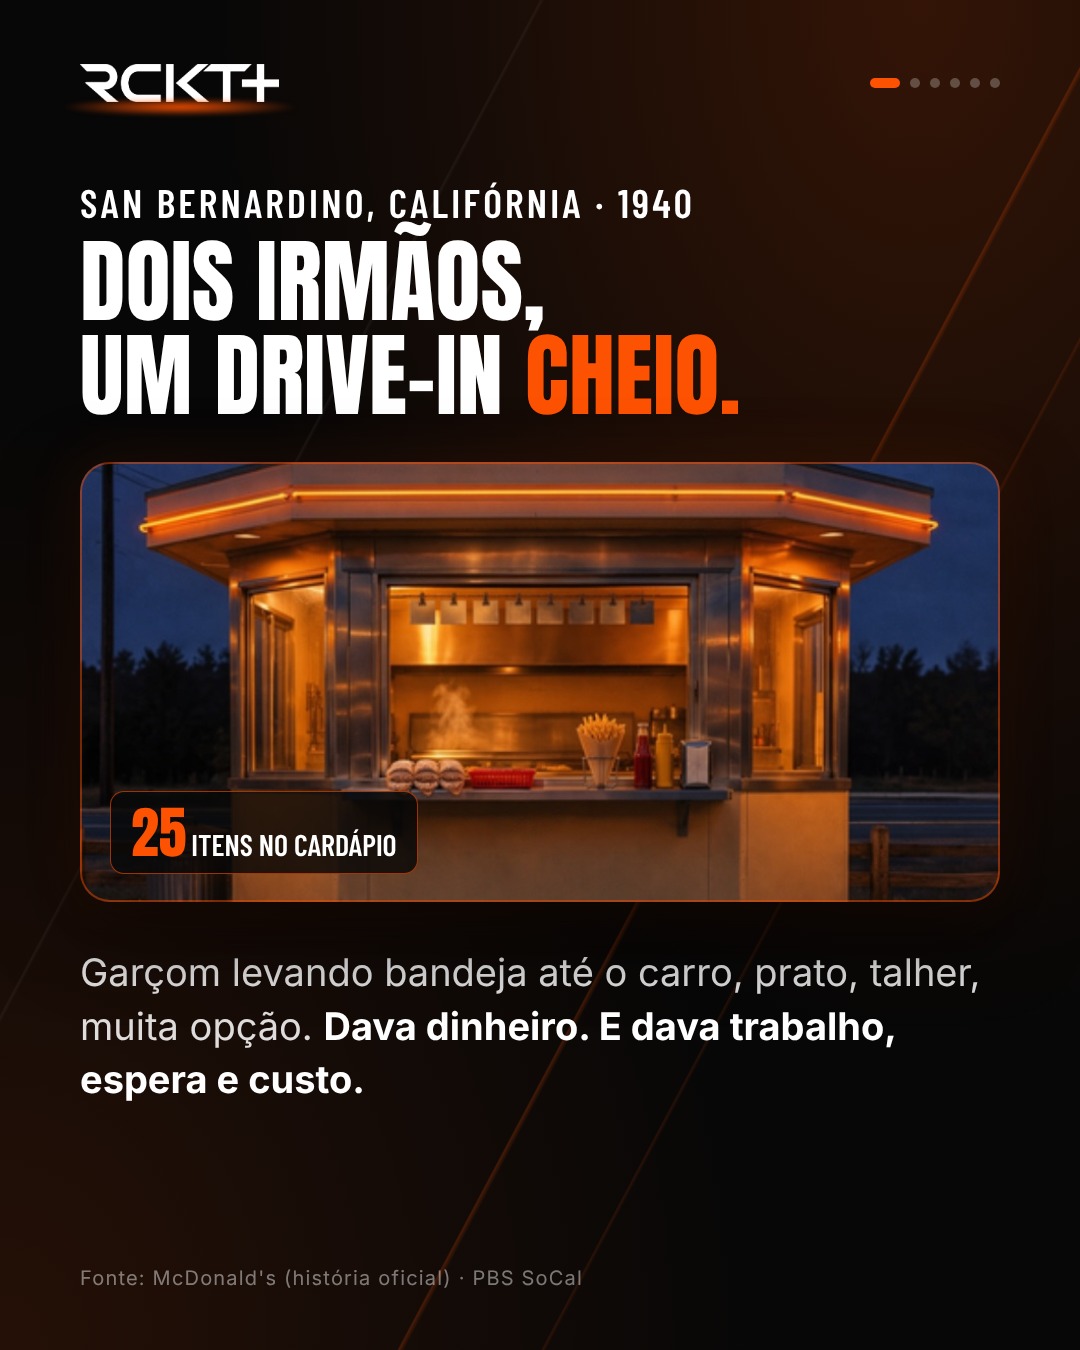 RCKT+
SAN BERNARDINO, CALIFÓRNIA · 1940
DOIS IRMÃOS,
UM DRIVE-IN CHEIO.
25 ITENS NO CARDÁPIO
Garçom levando bandeja até o carro, prato, talher,
muita opção. Dava dinheiro. E dava trabalho,
espera e custo.
Fonte: McDonald's (história oficial) · PBS SoCal